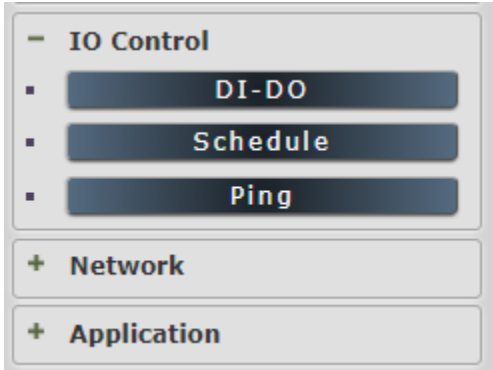 IO Control
DI-DO
Schedule
Ping
Network
Application